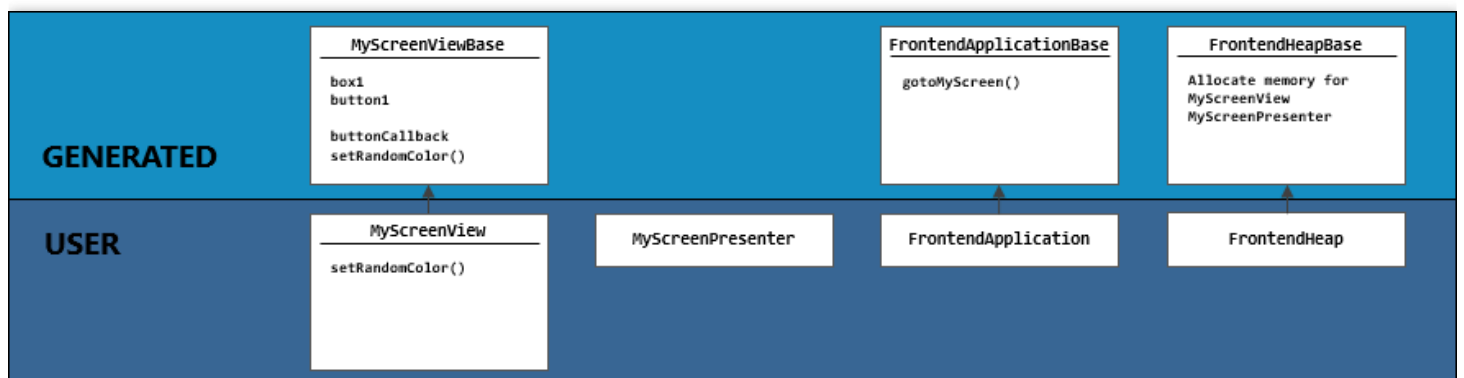 MyScreenViewBase
box1
button1
buttonCallback
setRandomColor()
FrontendApplicationBase
gotoMyScreen()
FrontendHeapBase
Allocate memory for
MyScreenView
MyScreenPresenter
GENERATED
USER
MyScreenView
setRandomColor()
MyScreenPresenter
FrontendApplication
FrontendHeap